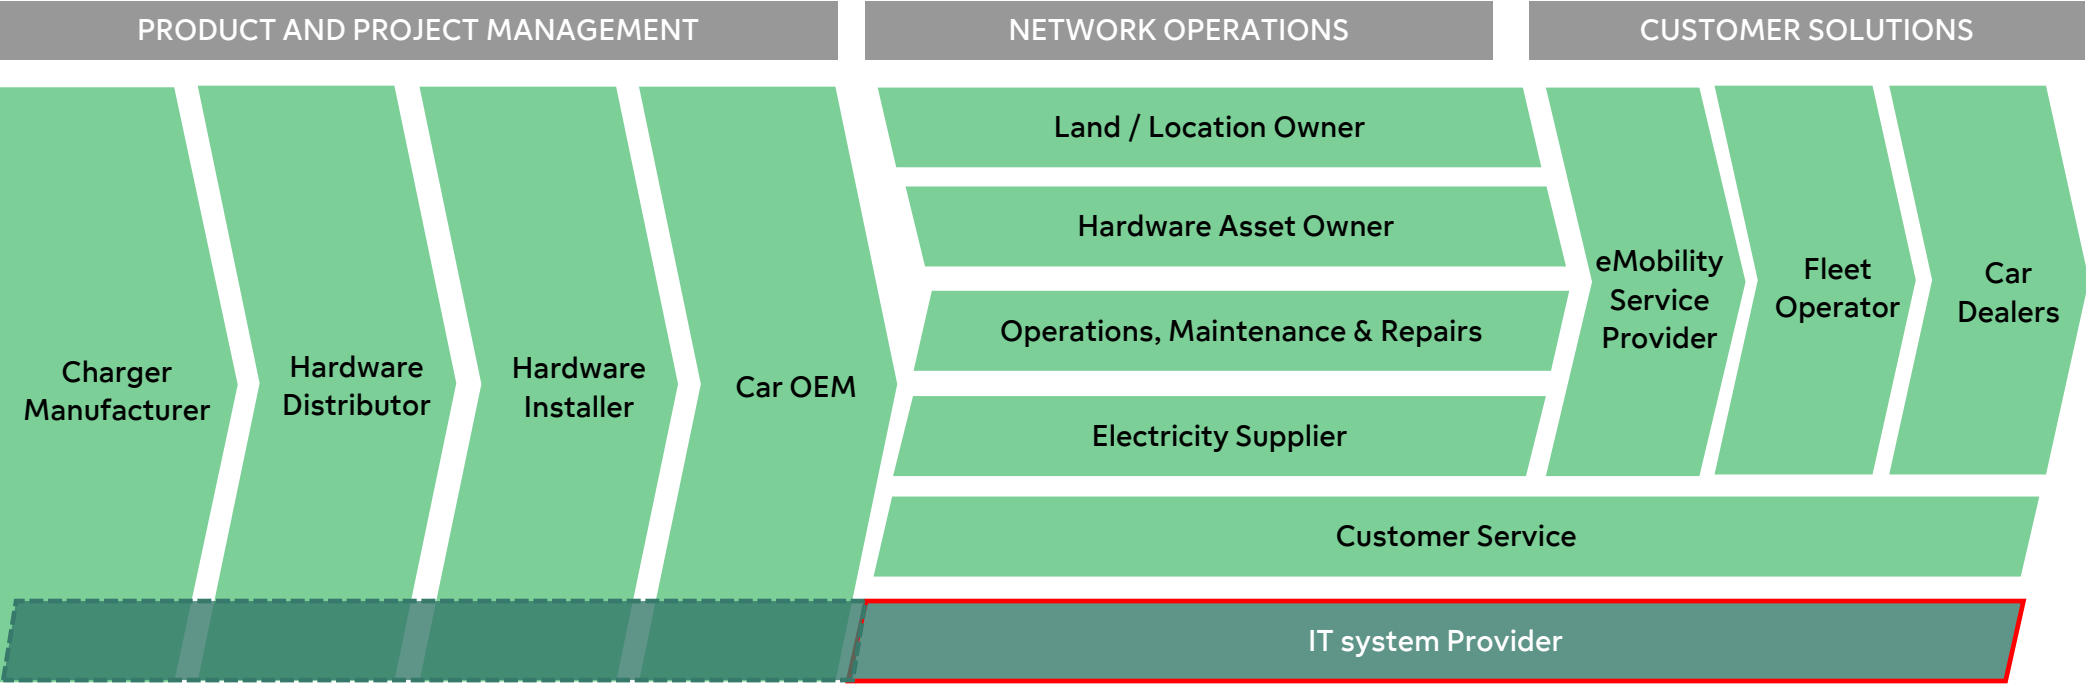 PRODUCT AND PROJECT MANAGEMENT
NETWORK OPERATIONS
CUSTOMER SOLUTIONS
Charger
Manufacturer
Hardware
Distributor
Hardware
Installer
Car OEM
Land / Location Owner
Hardware Asset Owner
Operations, Maintenance & Repairs
Electricity Supplier
eMobility
Service
Provider
Fleet
Operator
Car
Dealers
Customer Service
IT system Provider